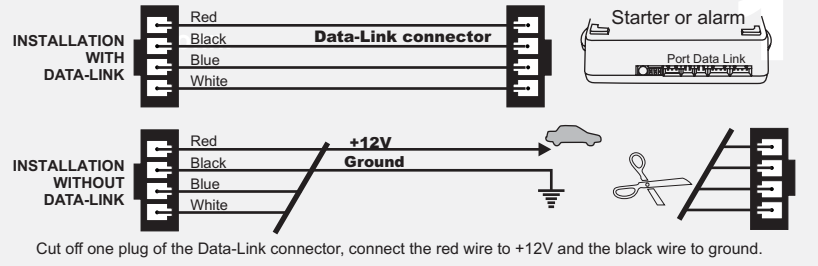 INSTALLATION
WITH
DATA-LINK
Red
Black
Blue
White
Data-Link connector
Starter or alarm
Port Data Link
1
INSTALLATION
WITHOUT
DATA-LINK
Red
Black
Blue
White
+12V
Ground
Cut off one plug of the Data-Link connector, connect the red wire to +12V and the black wire to ground.